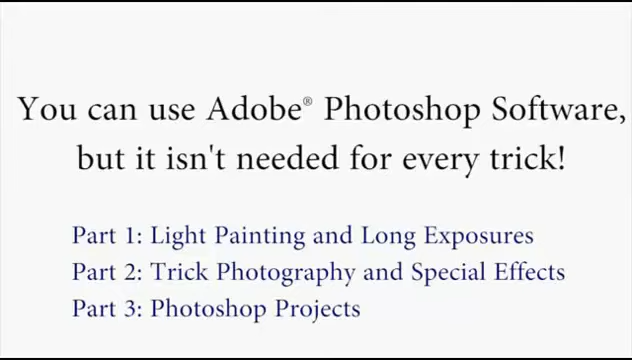 You can use Adobe® Photoshop Software,
but it isn't needed for every trick!
Part 1: Light Painting and Long Exposures
Part 2: Trick Photography and Special Effects
Part 3: Photoshop Projects